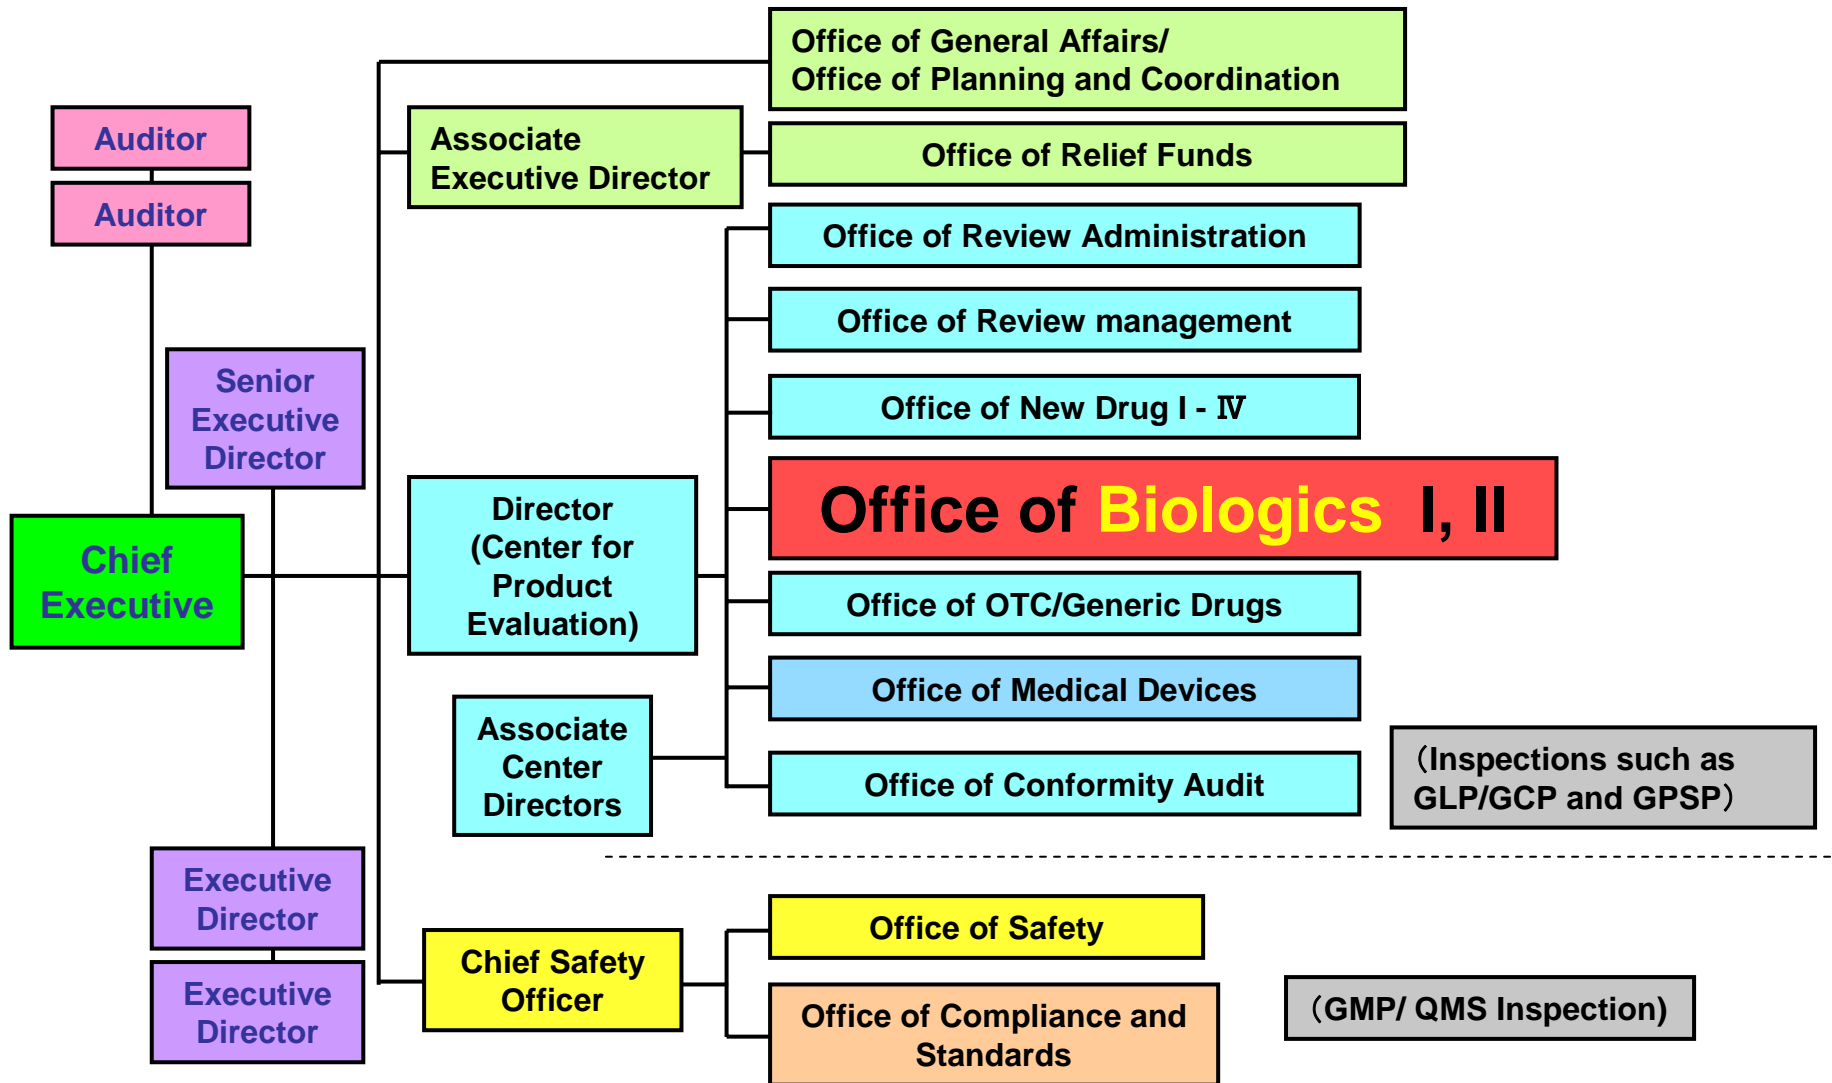 Office of General Affairs/
Office of Planning and Coordination
Auditor
Auditor
Associate
Executive Director
Office of Relief Funds
Office of Review Administration
Office of Review management
Senior
Executive
Director
Office of New Drug I - Ⅳ
Director
(Center for
Product
Evaluation)
Office of Biologics I, II
Chief
Executive
Office of OTC/Generic Drugs
Office of Medical Devices
Associate
Center
Directors
Office of Conformity Audit
（Inspections such as
GLP/GCP and GPSP）
Executive
Director
Executive
Director
Chief Safety
Officer
Office of Safety
Office of Compliance and
Standards
（GMP/ QMS Inspection)